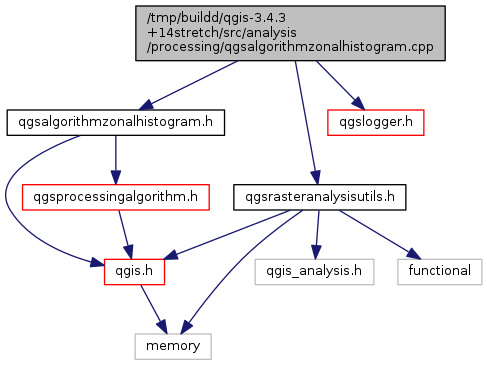 /tmp/buildd/qgis-3.4.3
+14stretch/src/analysis
/processing/qgsalgorithmzonalhistogram.cpp
qgsalgorithmzonalhistogram.h
qgslogger.h
qgsprocessingalgorithm.h
qgsrasteranalysisutils.h
qgis.h
qgis_analysis.h
functional
memory